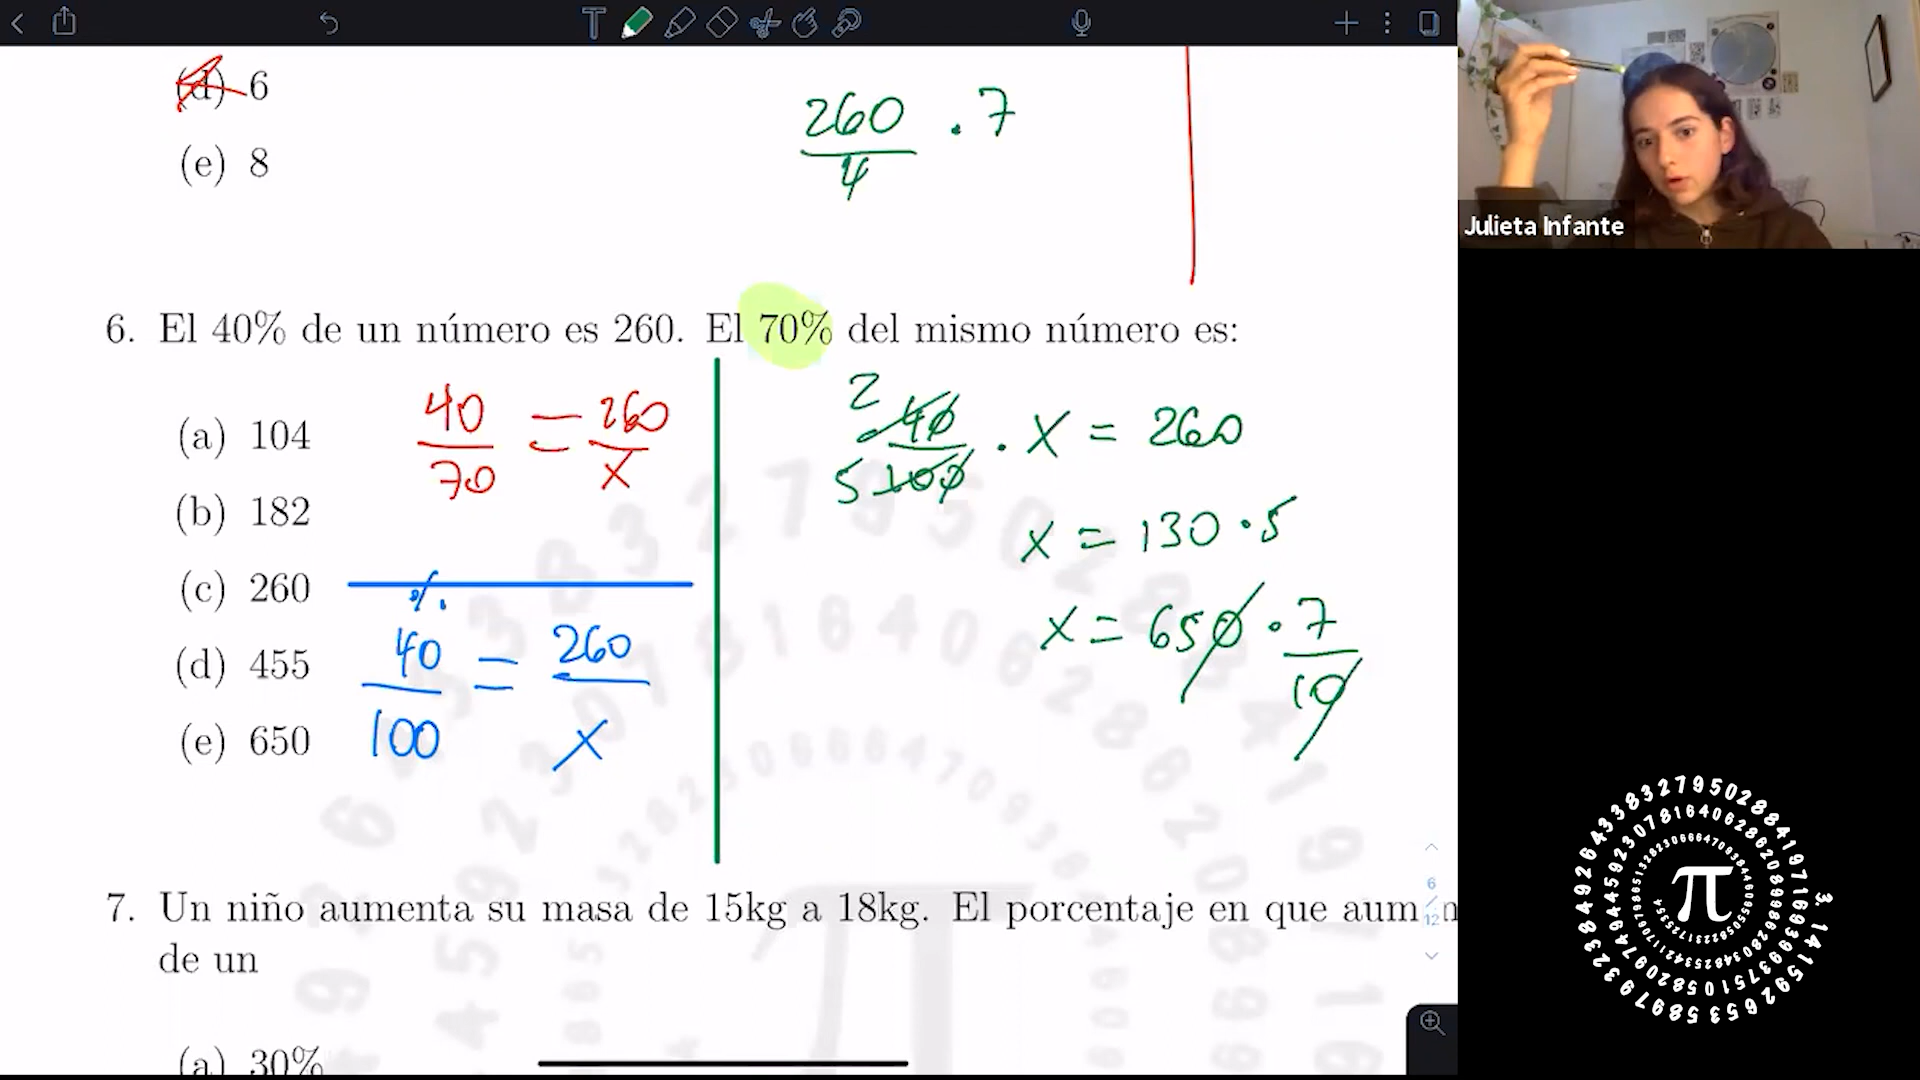 (d) 6
(e) 8
260
4
. 7
Julieta Infante
6. El 40% de un número es 260. El 70% del mismo número es:
(a) 104
(b) 182
(c) 260
(d) 455
(e) 650
40
70
=
260
x
%
40
100
=
260
x
2
40
5 100
. x = 260
x = 130 . 5
x = 650 . 7
10
7. Un niño aumenta su masa de 15kg a 18kg. El porcentaje en que aum
de un
(a) 30%
6
/
12
π